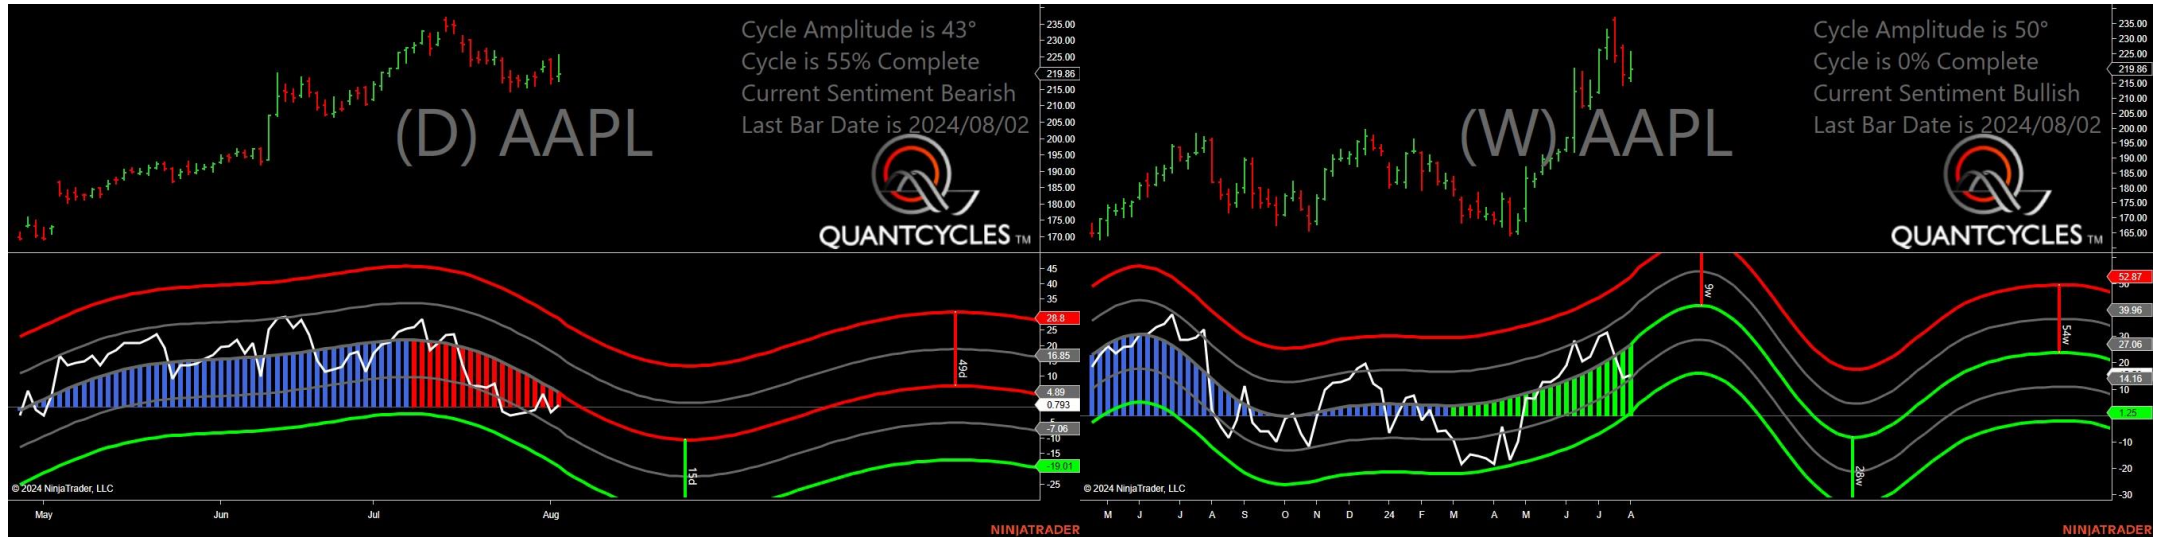 Cycle Amplitude is 43°
Cycle is 55% Complete
Current Sentiment Bearish
Last Bar Date is 2024/08/02
(D) AAPL
QUANTCYCLES TM
235.00
230.00
225.00
219.86
215.00
210.00
205.00
200.00
195.00
190.00
185.00
180.00
175.00
170.00
45
40
35
28.8
25
20
16.85
10
4.89
0.793
-7.06
-10
-15
-19.01
-25
49d
15d
© 2024 NinjaTrader, LLC
May Jun Jul Aug
NINJATRADER
Cycle Amplitude is 50°
Cycle is 0% Complete
Current Sentiment Bullish
Last Bar Date is 2024/08/02
(W) AAPL
QUANTCYCLES TM
235.00
230.00
225.00
219.86
215.00
210.00
205.00
200.00
195.00
190.00
185.00
180.00
175.00
170.00
165.00
52.87
50
39.96
30
27.06
20
14.16
10
1.25
-10
-20
-30
9w
54w
28w
© 2024 NinjaTrader, LLC
M J J A S O N D 24 F M A M J J A
NINJATRADER